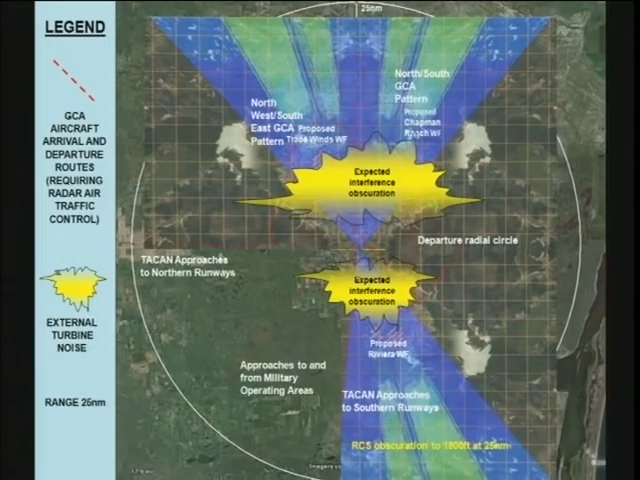 LEGEND
GCA
AIRCRAFT
ARRIVAL AND
DEPARTURE
ROUTES
(REQUIRING
RADAR AIR
TRAFFIC
CONTROL)
EXTERNAL
TURBINE
NOISE
RANGE 25nm
25nm
North
West/South
East GCA
Pattern
Proposed
Trade Winds WF
North/South
GCA
Pattern
Proposed
Chapman
Ranch WF
Expected
interference
obscuration
Departure radial circle
TACAN Approaches
to Northern Runways
Expected
interference
obscuration
Proposed
Riviera WF
Approaches to and
from Military
Operating Areas
TACAN Approaches
to Southern Runways
RCS obscuration to 1800ft at 25nm